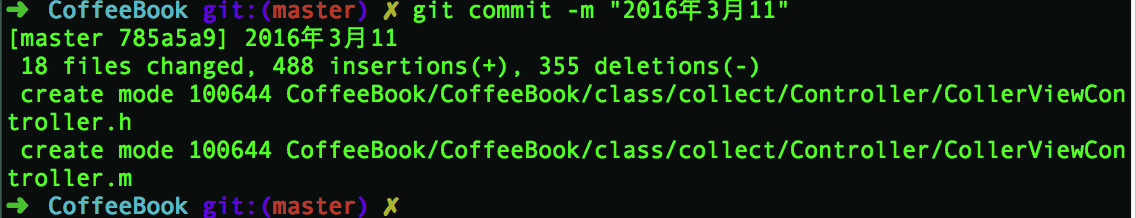 ➜ CoffeeBook git:(master) ✗ git commit -m "2016年3月11"
[master 785a5a9] 2016年3月11
 18 files changed, 488 insertions(+), 355 deletions(-)
 create mode 100644 CoffeeBook/CoffeeBook/class/collect/Controller/CollerViewCon
troller.h
 create mode 100644 CoffeeBook/CoffeeBook/class/collect/Controller/CollerViewCon
troller.m
➜ CoffeeBook git:(master) ✗